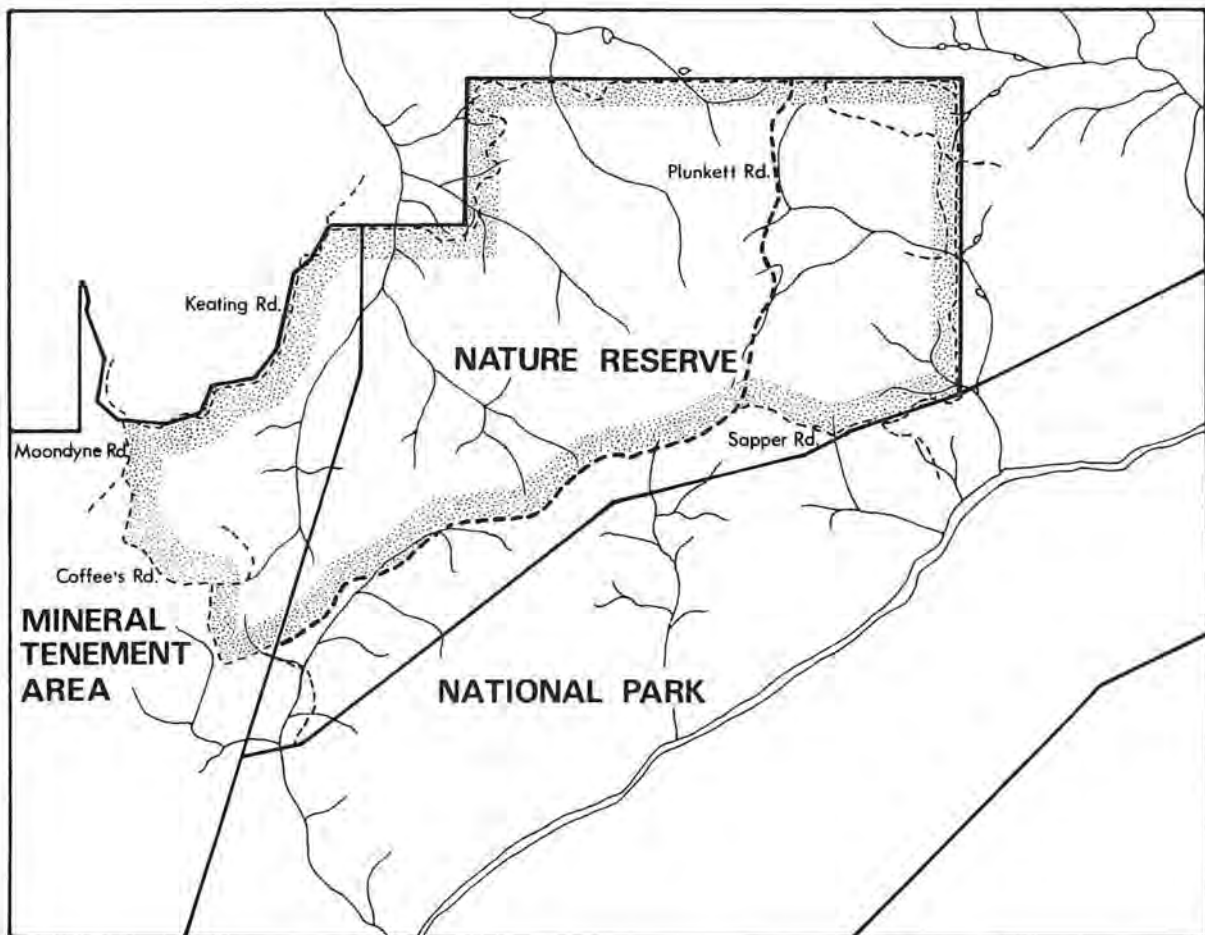 Plunkett Rd.
Keating Rd.
NATURE RESERVE
Moondyne Rd.
Sapper Rd.
Coffee's Rd.
MINERAL
TENEMENT
AREA
NATIONAL PARK